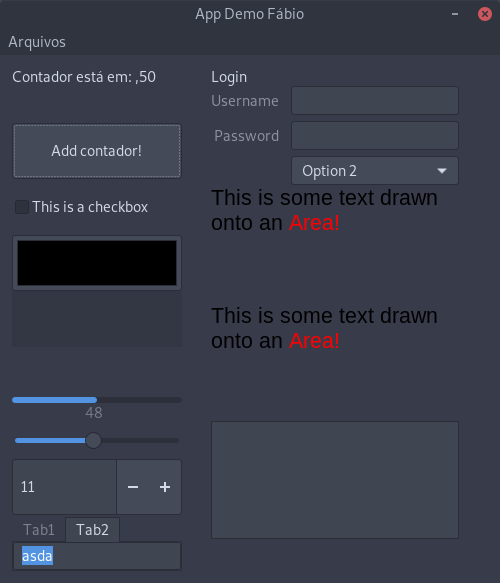 App Demo Fábio
Arquivos
Contador está em: ,50
Add contador!
This is a checkbox
48
11
Tab1 Tab2
asda
Login
Username
Password
Option 2
This is some text drawn
onto an Area!
This is some text drawn
onto an Area!